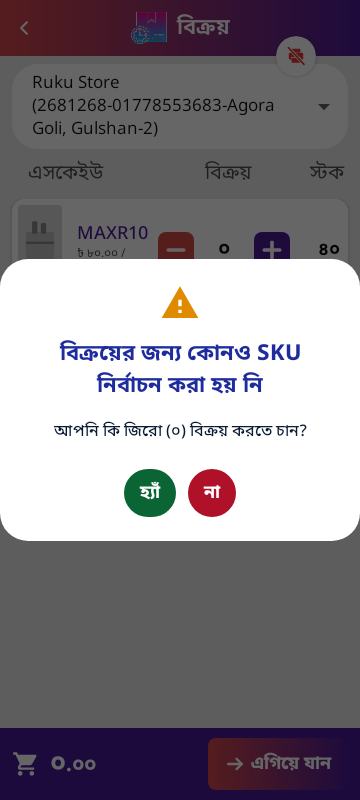 বিক্রয়
Ruku Store
(2681268-01778553683-Agora
Goli, Gulshan-2)
এসকেইউ বিক্রয় স্টক
MAXR10
৳ ৮০.০০ /
০ ৪০
বিক্রয়ের জন্য কোনও SKU
নির্বাচন করা হয় নি
আপনি কি জিরো (০) বিক্রয় করতে চান?
হ্যাঁ না
০.০০ এগিয়ে যান